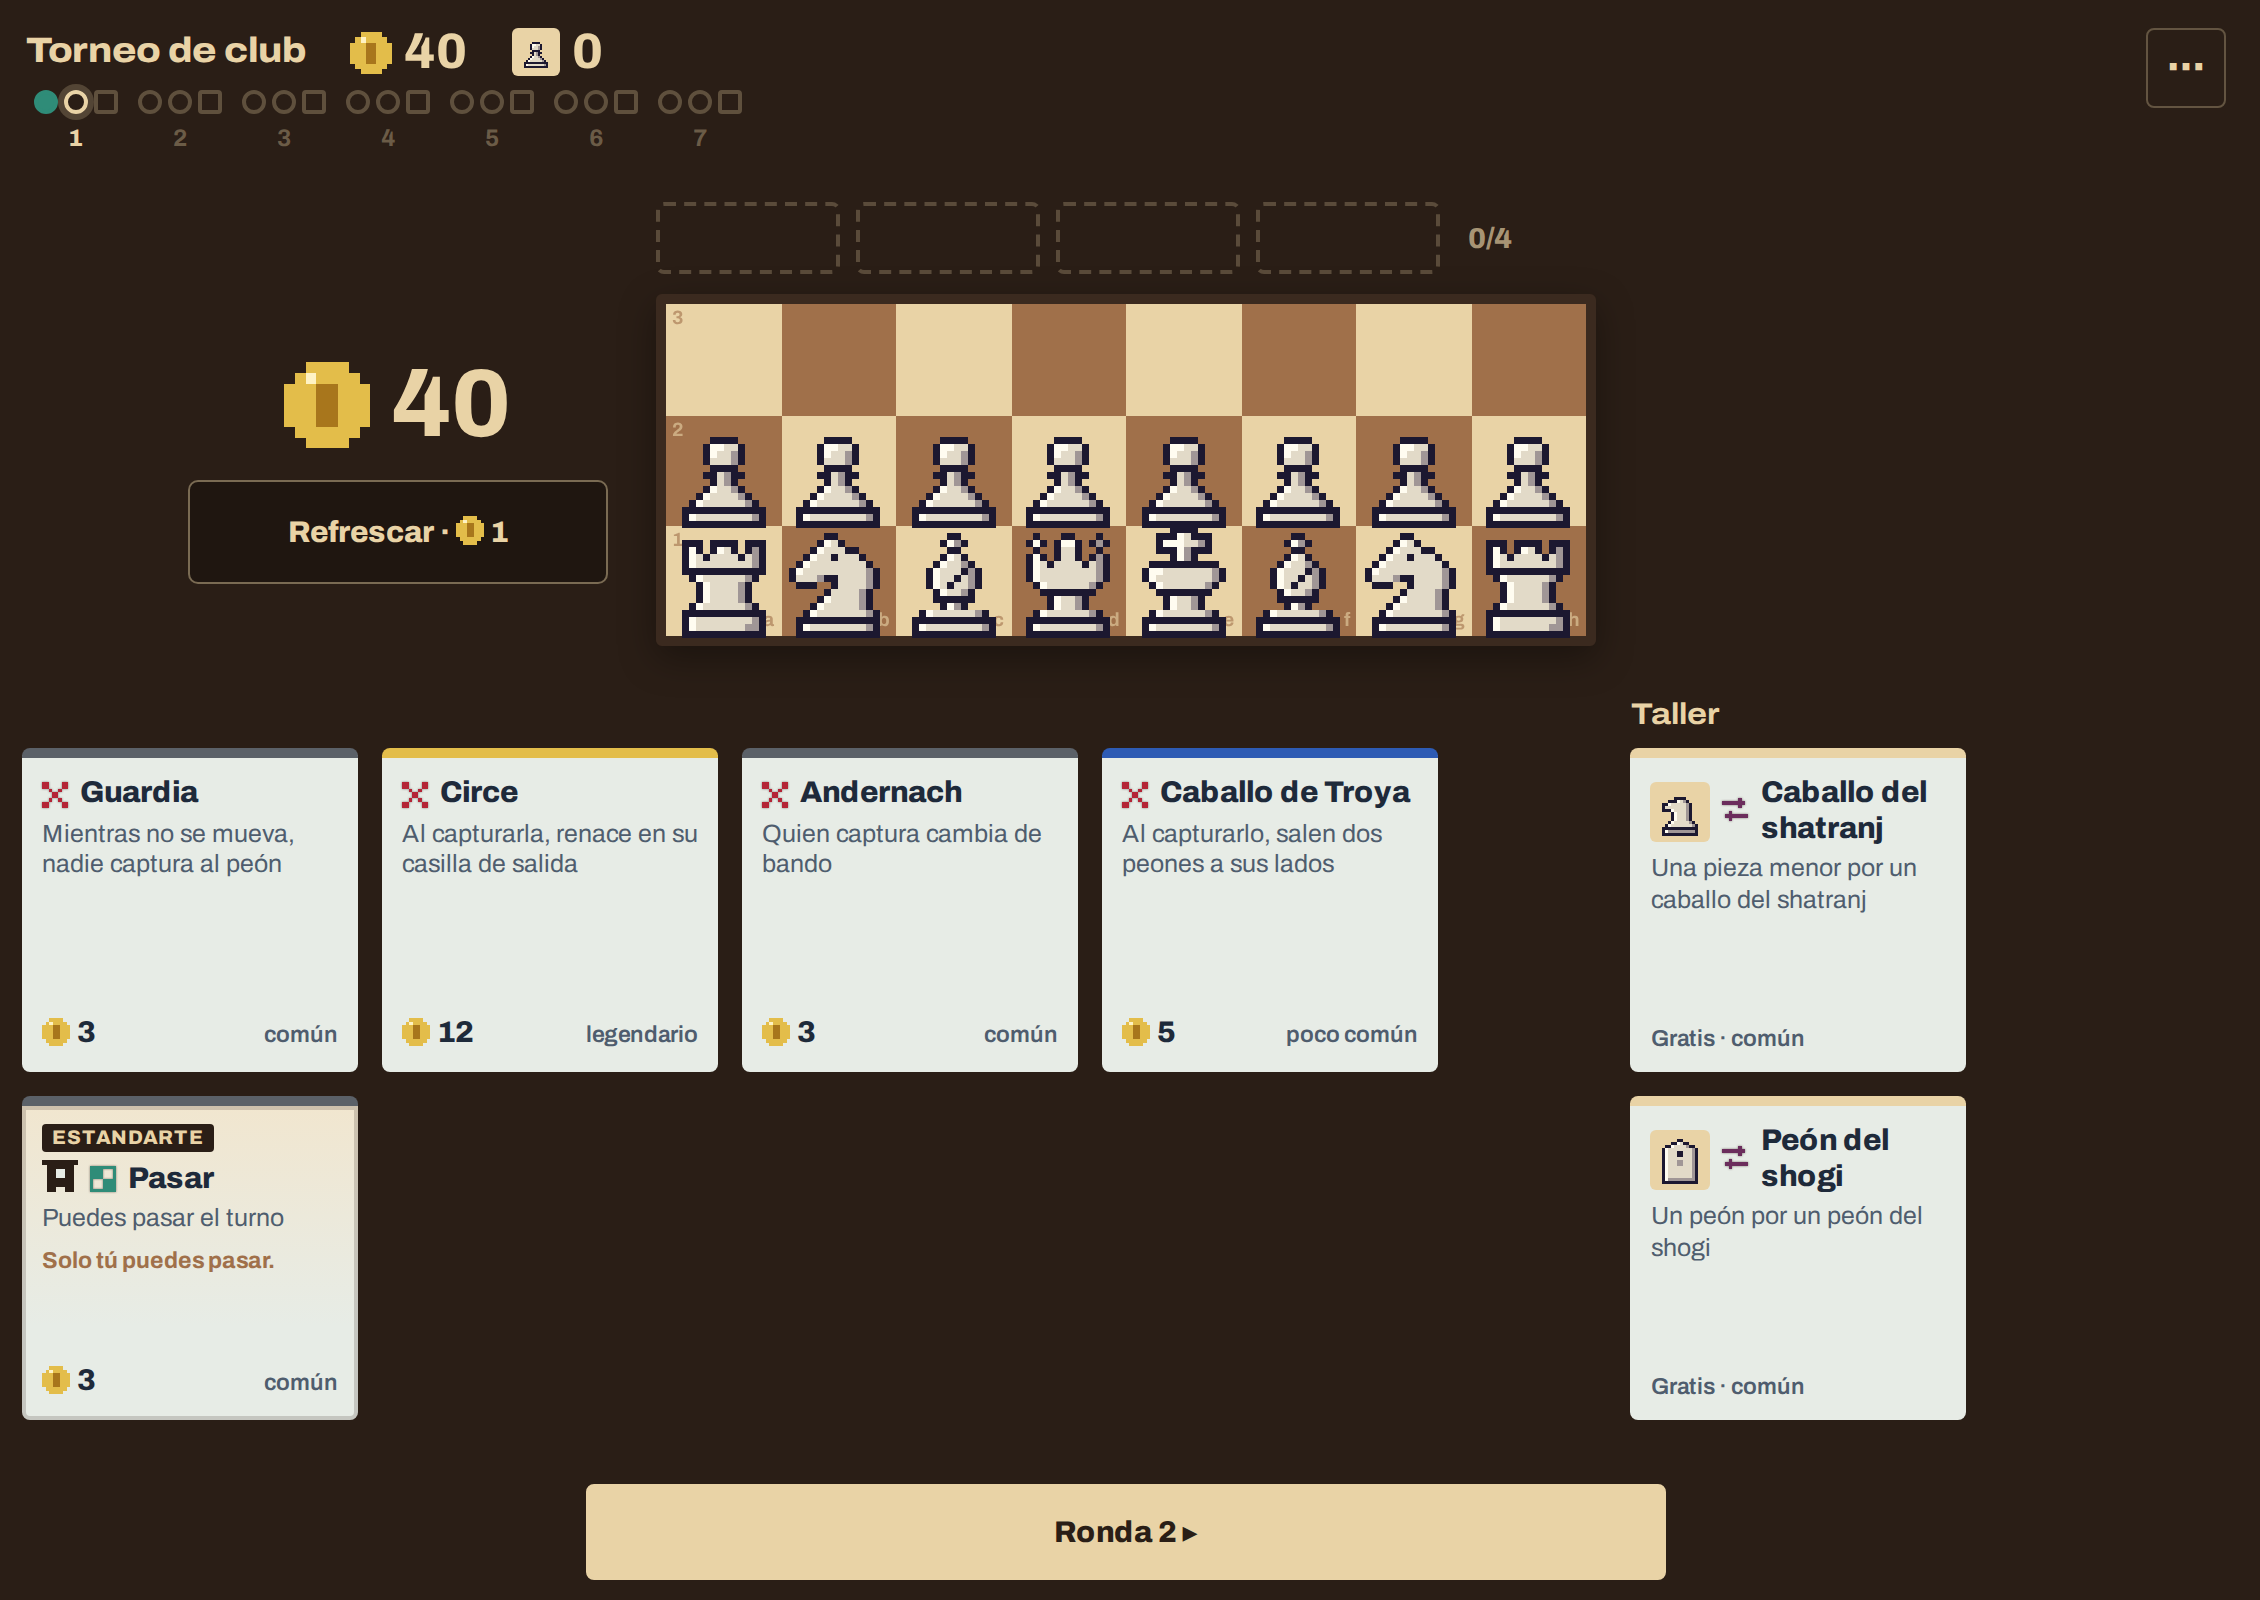 Torneo de club 40 0
...
1 2 3 4 5 6 7
0/4
40
Refrescar · 1
3
2
1
a b c d e f g h
Taller
Guardia
Mientras no se mueva,
nadie captura al peón
3 común
Circe
Al capturarla, renace en su
casilla de salida
12 legendario
Andernach
Quien captura cambia de
bando
3 común
Caballo de Troya
Al capturarlo, salen dos
peones a sus lados
5 poco común
Caballo del
shatranj
Una pieza menor por un
caballo del shatranj
Gratis · común
ESTANDARTE
Pasar
Puedes pasar el turno
Solo tú puedes pasar.
3 común
Peón del
shogi
Un peón por un peón del
shogi
Gratis · común
Ronda 2 ▸